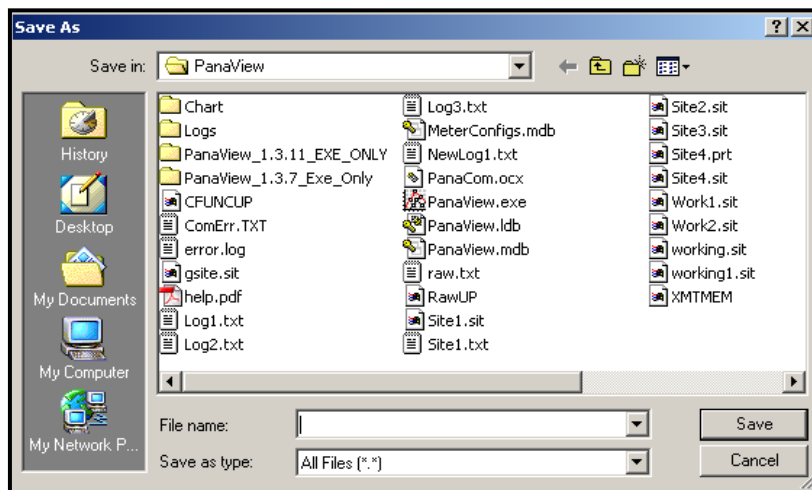 Save As
Save in: PanaView
History
Desktop
My Documents
My Computer
My Network P...
Chart
Logs
PanaView_1.3.11_EXE_ONLY
PanaView_1.3.7_Exe_Only
CFUNCUP
ComErr.TXT
error.log
gsite.sit
help.pdf
Log1.txt
Log2.txt
Log3.txt
MeterConfigs.mdb
NewLog1.txt
PanaCom.ocx
PanaView.exe
PanaView.ldb
PanaView.mdb
raw.txt
RawUP
Site1.sit
Site1.txt
Site2.sit
Site3.sit
Site4.prt
Site4.sit
Work1.sit
Work2.sit
working.sit
working1.sit
XMTMEM
File name:
Save
Save as type: All Files (*.*)
Cancel